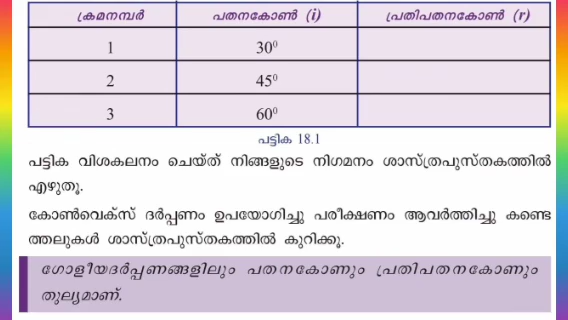 ക്രമനമ്പർ പതനകോൺ (i) പ്രതിപതനകോൺ (r)
1 30⁰
2 45⁰
3 60⁰
പട്ടിക 18.1
പട്ടിക വിശകലനം ചെയ്ത് നിങ്ങളുടെ നിഗമനം ശാസ്ത്രപുസ്തകത്തിൽ
എഴുതൂ.
കോൺവെക്സ് ദർപ്പണം ഉപയോഗിച്ചു പരീക്ഷണം ആവർത്തിച്ചു കണ്ടെ
ത്തലുകൾ ശാസ്ത്രപുസ്തകത്തിൽ കുറിക്കൂ.
ഗോളീയദർപ്പണങ്ങളിലും പതനകോണും പ്രതിപതനകോണും
തുല്യമാണ്.